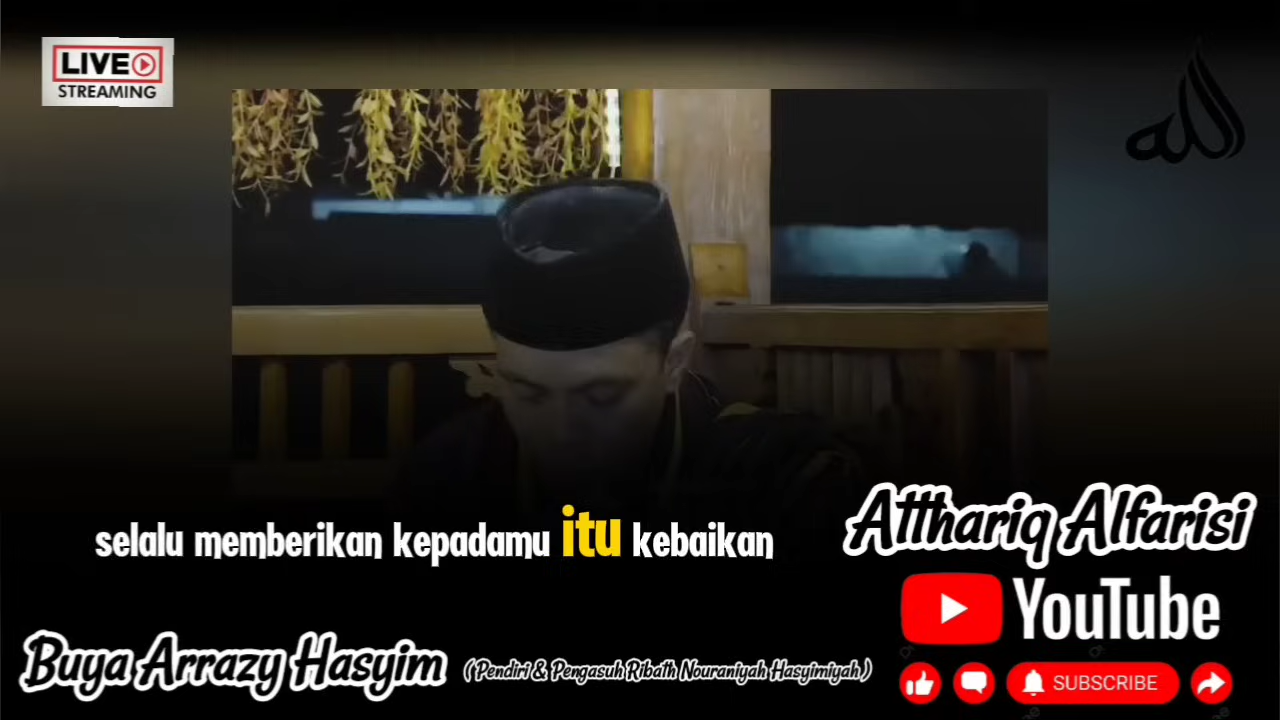 LIVE
STREAMING
الله
selalu memberikan kepadamu itu kebaikan
Atthariq Alfarisi
YouTube
Buya Arrazy Hasyim (Pendiri & Pengasuh Ribath Nouraniyah Hasyimiyah)
SUBSCRIBE